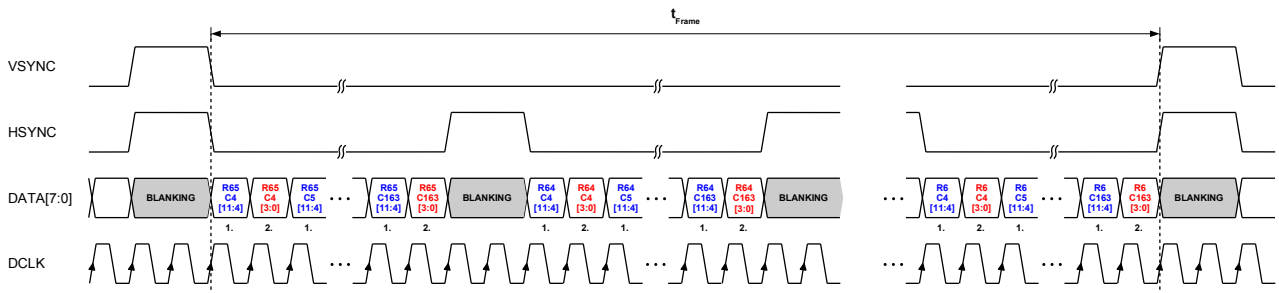 tFrame
VSYNC
HSYNC
DATA[7:0]
BLANKING
R65 C4 [11:4]
R65 C4 [3:0]
R65 C5 [11:4]
...
R65 C163 [11:4]
R65 C163 [3:0]
BLANKING
R64 C4 [11:4]
R64 C4 [3:0]
R64 C5 [11:4]
...
R64 C163 [11:4]
R64 C163 [3:0]
BLANKING
...
R6 C4 [11:4]
R6 C4 [3:0]
R6 C5 [11:4]
...
R6 C163 [11:4]
R6 C163 [3:0]
BLANKING
1. 2. 1. 1. 2. 1. 2. 1. 1. 2. 1. 2. 1. 1. 2.
DCLK ... ... ... ...